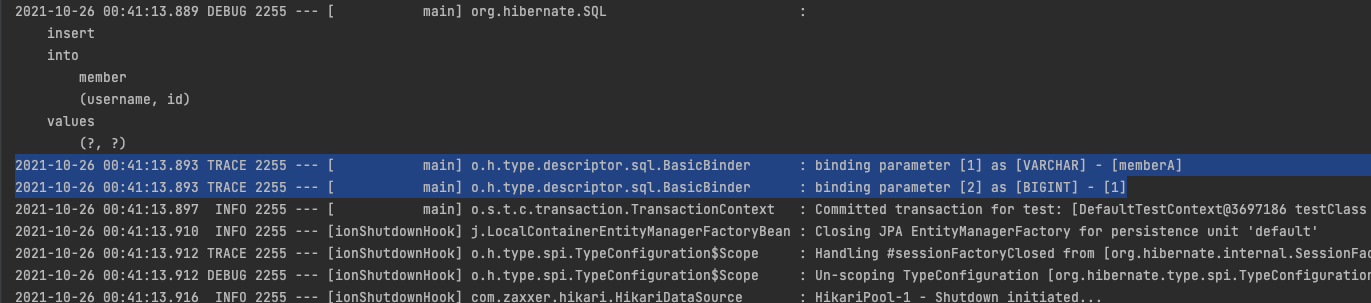 2021-10-26 00:41:13.889 DEBUG 2255 --- [           main] org.hibernate.SQL                        :
    insert
    into
        member
        (username, id)
    values
        (?, ?)
2021-10-26 00:41:13.893 TRACE 2255 --- [           main] o.h.type.descriptor.sql.BasicBinder      : binding parameter [1] as [VARCHAR] - [memberA]
2021-10-26 00:41:13.893 TRACE 2255 --- [           main] o.h.type.descriptor.sql.BasicBinder      : binding parameter [2] as [BIGINT] - [1]
2021-10-26 00:41:13.897  INFO 2255 --- [           main] o.s.t.c.transaction.TransactionContext   : Committed transaction for test: [DefaultTestContext@3697186 testClass
2021-10-26 00:41:13.910  INFO 2255 --- [ionShutdownHook] j.LocalContainerEntityManagerFactoryBean : Closing JPA EntityManagerFactory for persistence unit 'default'
2021-10-26 00:41:13.912 TRACE 2255 --- [ionShutdownHook] o.h.type.spi.TypeConfiguration$Scope     : Handling #sessionFactoryClosed from [org.hibernate.internal.SessionFac
2021-10-26 00:41:13.912 DEBUG 2255 --- [ionShutdownHook] o.h.type.spi.TypeConfiguration$Scope     : Un-scoping TypeConfiguration [org.hibernate.type.spi.TypeConfiguration
2021-10-26 00:41:13.916  INFO 2255 --- [ionShutdownHook] com.zaxxer.hikari.HikariDataSource       : HikariPool-1 - Shutdown initiated...